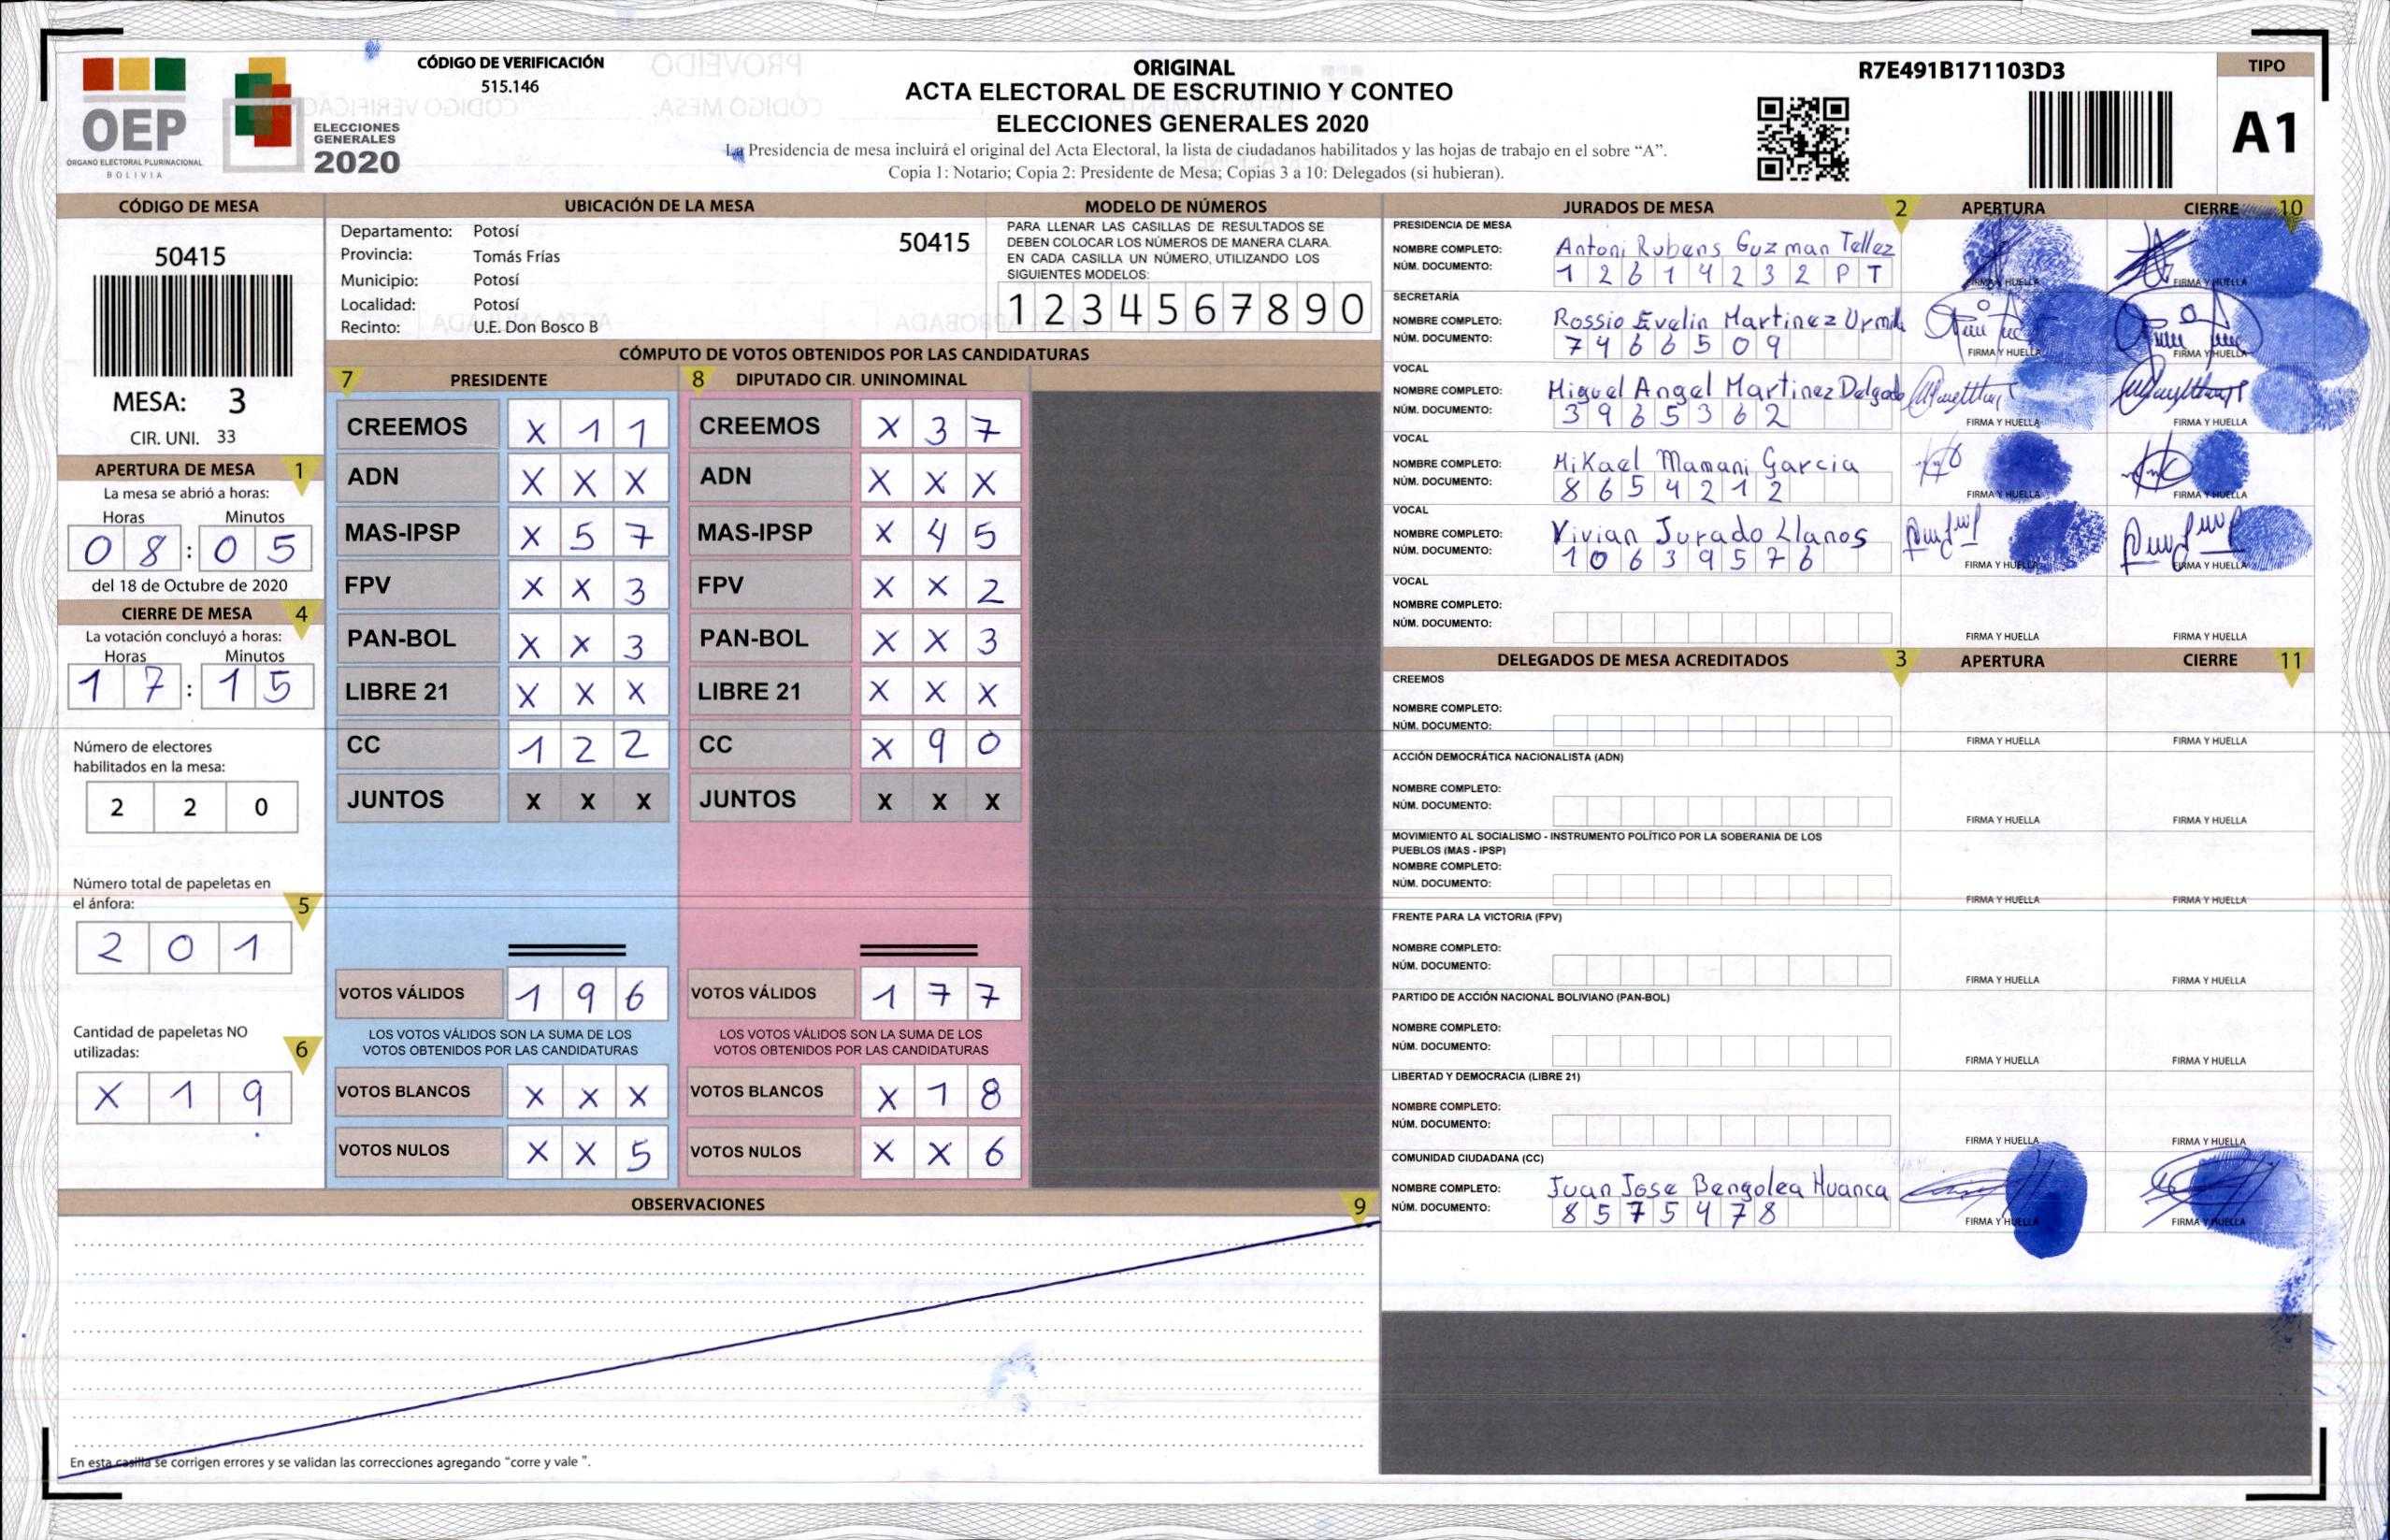 OEP
ÓRGANO ELECTORAL PLURINACIONAL
BOLIVIA
ELECCIONES
GENERALES
2020
CÓDIGO DE VERIFICACIÓN
515.146
ORIGINAL
ACTA ELECTORAL DE ESCRUTINIO Y CONTEO
ELECCIONES GENERALES 2020
La Presidencia de mesa incluirá el original del Acta Electoral, la lista de ciudadanos habilitados y las hojas de trabajo en el sobre “A”.
Copia 1: Notario; Copia 2: Presidente de Mesa; Copias 3 a 10: Delegados (si hubieran).
R7E491B171103D3
TIPO
A1
CÓDIGO DE MESA
50415
MESA: 3
CIR. UNI. 33
APERTURA DE MESA 1
La mesa se abrió a horas:
Horas Minutos
0 8 : 0 5
del 18 de Octubre de 2020
CIERRE DE MESA 4
La votación concluyó a horas:
Horas Minutos
1 7 : 1 5
Número de electores
habilitados en la mesa:
2 2 0
Número total de papeletas en
el ánfora: 5
2 0 1
Cantidad de papeletas NO
utilizadas: 6
X 1 9
UBICACIÓN DE LA MESA
Departamento: Potosí
Provincia: Tomás Frías
Municipio: Potosí
Localidad: Potosí
Recinto: U.E. Don Bosco B
50415
MODELO DE NÚMEROS
PARA LLENAR LAS CASILLAS DE RESULTADOS SE
DEBEN COLOCAR LOS NÚMEROS DE MANERA CLARA.
EN CADA CASILLA UN NÚMERO, UTILIZANDO LOS
SIGUIENTES MODELOS:
1 2 3 4 5 6 7 8 9 0
CÓMPUTO DE VOTOS OBTENIDOS POR LAS CANDIDATURAS
7 PRESIDENTE
CREEMOS X 1 1
ADN X X X
MAS-IPSP X 5 7
FPV X X 3
PAN-BOL X X 3
LIBRE 21 X X X
CC 1 2 2
JUNTOS X X X
VOTOS VÁLIDOS 1 9 6
LOS VOTOS VÁLIDOS SON LA SUMA DE LOS
VOTOS OBTENIDOS POR LAS CANDIDATURAS
VOTOS BLANCOS X X X
VOTOS NULOS X X 5
8 DIPUTADO CIR. UNINOMINAL
CREEMOS X 3 7
ADN X X X
MAS-IPSP X 4 5
FPV X X 2
PAN-BOL X X 3
LIBRE 21 X X X
CC X 9 0
JUNTOS X X X
VOTOS VÁLIDOS 1 7 7
LOS VOTOS VÁLIDOS SON LA SUMA DE LOS
VOTOS OBTENIDOS POR LAS CANDIDATURAS
VOTOS BLANCOS X 1 8
VOTOS NULOS X X 6
OBSERVACIONES 9
En esta casilla se corrigen errores y se validan las correcciones agregando "corre y vale ".
JURADOS DE MESA 2 APERTURA CIERRE 10
PRESIDENCIA DE MESA
NOMBRE COMPLETO: Antoni Rubens Guzman Tellez
NÚM. DOCUMENTO: 1 2 6 1 4 2 3 2 P T
FIRMA Y HUELLA FIRMA Y HUELLA
SECRETARÍA
NOMBRE COMPLETO: Rossio Evelin Martinez
NÚM. DOCUMENTO: 7 4 6 6 5 0 9
FIRMA Y HUELLA FIRMA Y HUELLA
VOCAL
NOMBRE COMPLETO: Miguel Angel Martinez Delgado
NÚM. DOCUMENTO: 3 9 6 5 3 6 2
FIRMA Y HUELLA FIRMA Y HUELLA
VOCAL
NOMBRE COMPLETO: Mikael Mamani Garcia
NÚM. DOCUMENTO: 8 6 5 4 2 1 2
FIRMA Y HUELLA FIRMA Y HUELLA
VOCAL
NOMBRE COMPLETO: Vivian Jurado Llanos
NÚM. DOCUMENTO: 1 0 6 3 9 5 7 6
FIRMA Y HUELLA FIRMA Y HUELLA
VOCAL
NOMBRE COMPLETO:
NÚM. DOCUMENTO:
FIRMA Y HUELLA FIRMA Y HUELLA
DELEGADOS DE MESA ACREDITADOS 3 APERTURA CIERRE 11
CREEMOS
NOMBRE COMPLETO:
NÚM. DOCUMENTO:
FIRMA Y HUELLA FIRMA Y HUELLA
ACCIÓN DEMOCRÁTICA NACIONALISTA (ADN)
NOMBRE COMPLETO:
NÚM. DOCUMENTO:
FIRMA Y HUELLA FIRMA Y HUELLA
MOVIMIENTO AL SOCIALISMO - INSTRUMENTO POLÍTICO POR LA SOBERANIA DE LOS
PUEBLOS (MAS - IPSP)
NOMBRE COMPLETO:
NÚM. DOCUMENTO:
FIRMA Y HUELLA FIRMA Y HUELLA
FRENTE PARA LA VICTORIA (FPV)
NOMBRE COMPLETO:
NÚM. DOCUMENTO:
FIRMA Y HUELLA FIRMA Y HUELLA
PARTIDO DE ACCIÓN NACIONAL BOLIVIANO (PAN-BOL)
NOMBRE COMPLETO:
NÚM. DOCUMENTO:
FIRMA Y HUELLA FIRMA Y HUELLA
LIBERTAD Y DEMOCRACIA (LIBRE 21)
NOMBRE COMPLETO:
NÚM. DOCUMENTO:
FIRMA Y HUELLA FIRMA Y HUELLA
COMUNIDAD CIUDADANA (CC)
NOMBRE COMPLETO: Juan Jose Bengolea Huanca
NÚM. DOCUMENTO: 8 5 7 5 4 7 8
FIRMA Y HUELLA FIRMA Y HUELLA